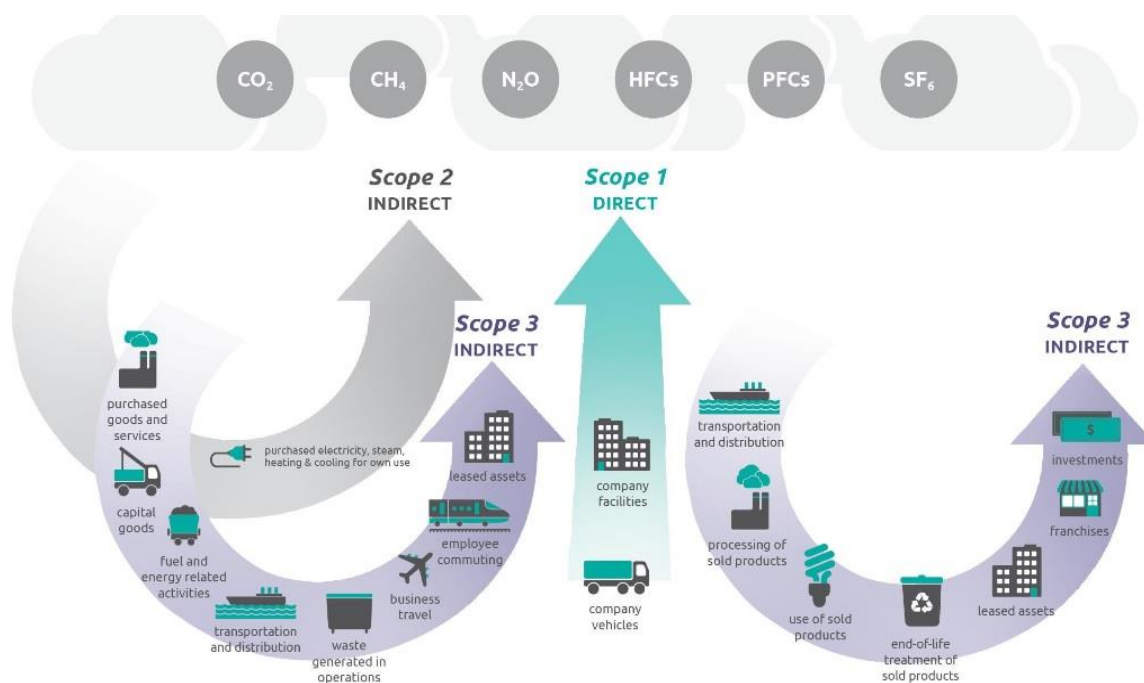 CO₂
CH₄
N₂O
HFCs
PFCs
SF₆
Scope 2
INDIRECT
Scope 1
DIRECT
Scope 3
INDIRECT
Scope 3
INDIRECT
purchased
goods and
services
capital
goods
fuel and
energy related
activities
transportation
and distribution
waste
generated in
operations
business
travel
employee
commuting
leased assets
purchased electricity, steam,
heating & cooling for own use
company
facilities
company
vehicles
transportation
and distribution
processing of
sold products
use of sold
products
end-of-life
treatment of
sold products
leased assets
franchises
$
investments